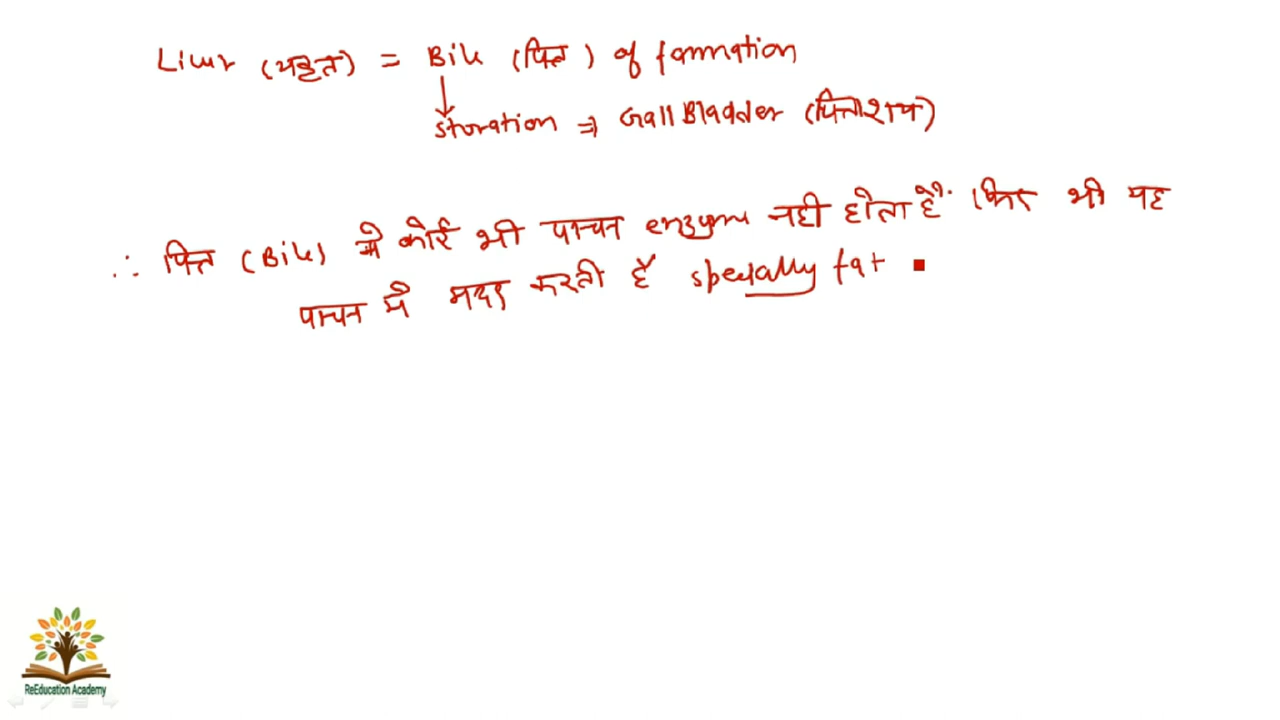 Liver (यकृत) = Bile (पित्त) of formation
storation ⇒ Gall Bladder (पित्ताशय)
∴ पित्त (Bile) मे कोई भी पाचन enzyme नही होता हैं. फिर भी यह
पाचन मे मदद करती हैं specially fat
ReEducation Academy